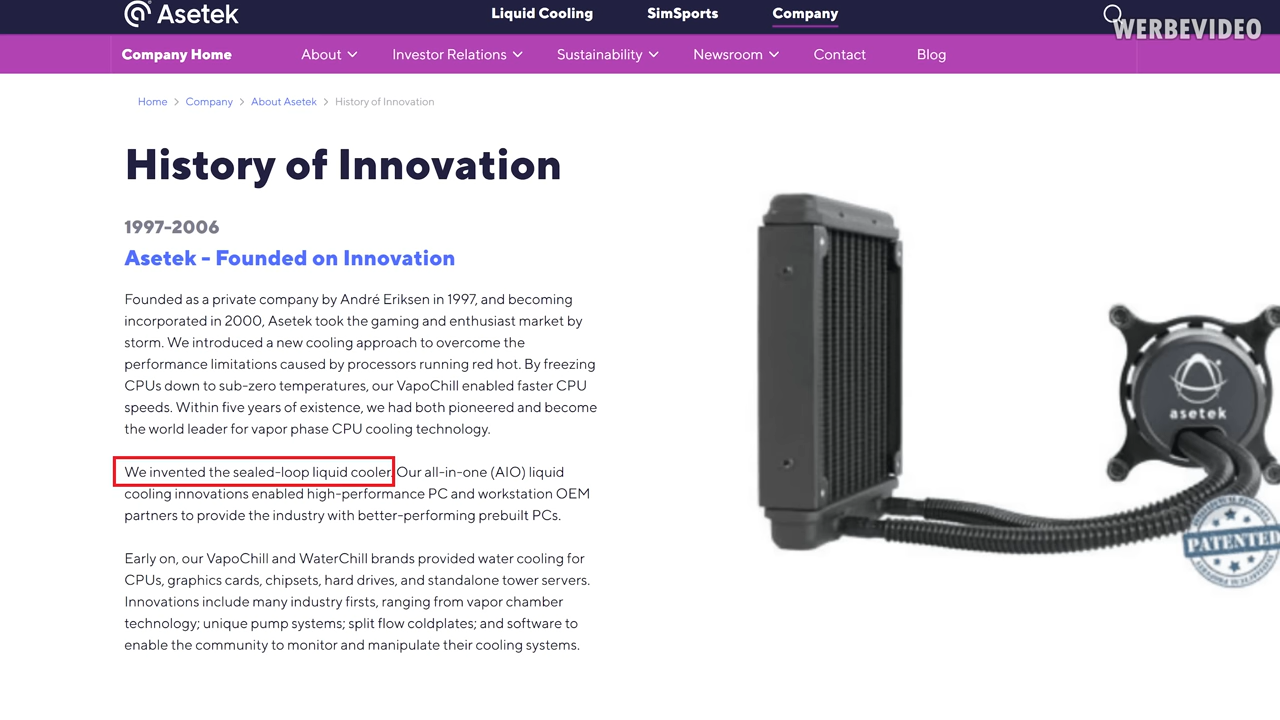 Asetek
Liquid Cooling
SimSports
Company
WERBEVIDEO
Company Home
About
Investor Relations
Sustainability
Newsroom
Contact
Blog
Home > Company > About Asetek > History of Innovation
History of Innovation
1997-2006
Asetek - Founded on Innovation
Founded as a private company by André Eriksen in 1997, and becoming
incorporated in 2000, Asetek took the gaming and enthusiast market by
storm. We introduced a new cooling approach to overcome the
performance limitations caused by processors running red hot. By freezing
CPUs down to sub-zero temperatures, our VapoChill enabled faster CPU
speeds. Within five years of existence, we had both pioneered and become
the world leader for vapor phase CPU cooling technology.
We invented the sealed-loop liquid cooler. Our all-in-one (AIO) liquid
cooling innovations enabled high-performance PC and workstation OEM
partners to provide the industry with better-performing prebuilt PCs.
Early on, our VapoChill and WaterChill brands provided water cooling for
CPUs, graphics cards, chipsets, hard drives, and standalone tower servers.
Innovations include many industry firsts, ranging from vapor chamber
technology; unique pump systems; split flow coldplates; and software to
enable the community to monitor and manipulate their cooling systems.
asetek
PATENTED